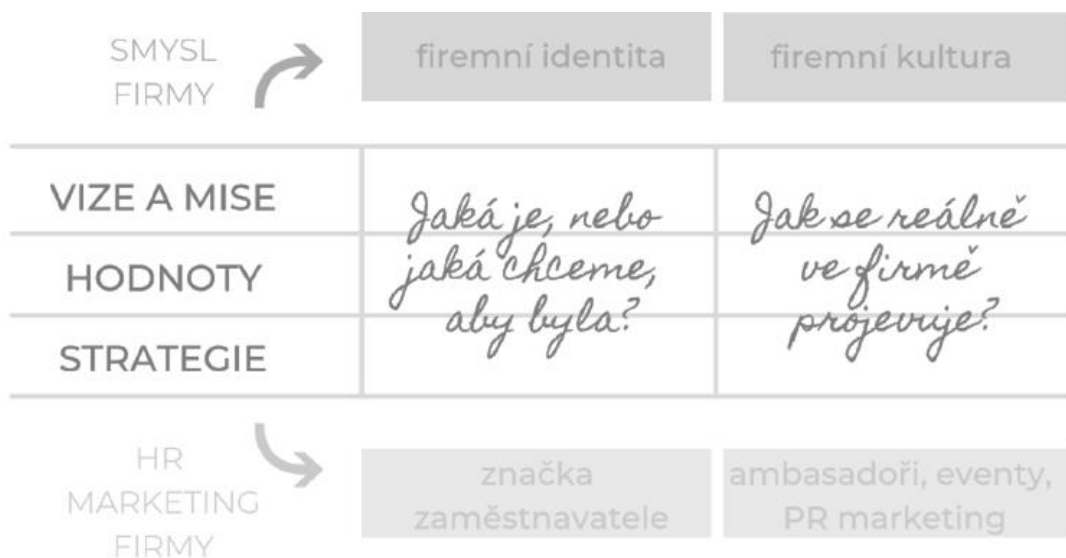 SMYSL
FIRMY
firemní identita
firemní kultura
VIZE A MISE
HODNOTY
STRATEGIE
Jaká je, nebo
jaká chceme,
aby byla?
Jak se reálně
ve firmě
projevuje?
HR
MARKETING
FIRMY
značka
zaměstnavatele
ambasadoři, eventy,
PR marketing